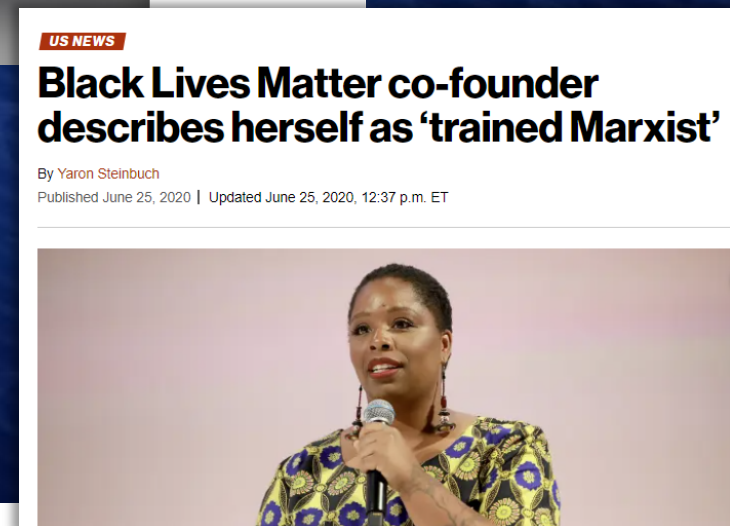 US NEWS
Black Lives Matter co-founder
describes herself as ‘trained Marxist’
By Yaron Steinbuch
Published June 25, 2020 | Updated June 25, 2020, 12:37 p.m. ET